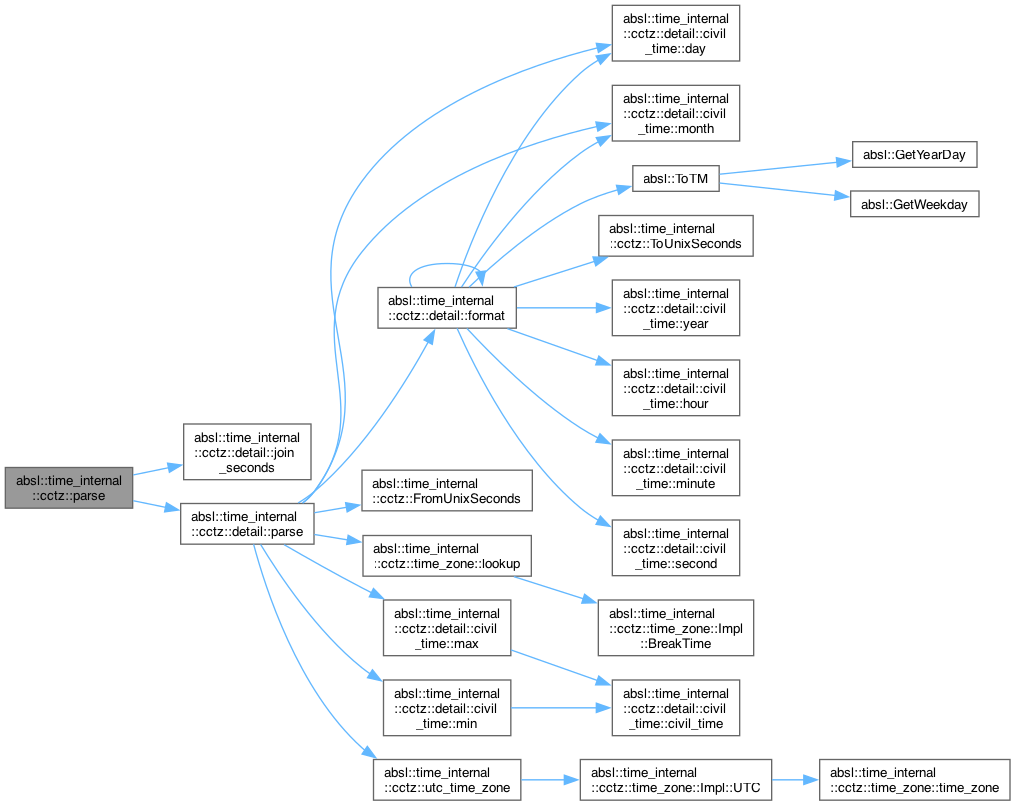 absl::time_internal
::cctz::parse
absl::time_internal
::cctz::detail::join
_seconds
absl::time_internal
::cctz::detail::parse
absl::time_internal
::cctz::detail::civil
_time::day
absl::time_internal
::cctz::detail::civil
_time::month
absl::time_internal
::cctz::detail::format
absl::ToTM
absl::GetYearDay
absl::GetWeekday
absl::time_internal
::cctz::ToUnixSeconds
absl::time_internal
::cctz::detail::civil
_time::year
absl::time_internal
::cctz::detail::civil
_time::hour
absl::time_internal
::cctz::detail::civil
_time::minute
absl::time_internal
::cctz::detail::civil
_time::second
absl::time_internal
::cctz::FromUnixSeconds
absl::time_internal
::cctz::time_zone::lookup
absl::time_internal
::cctz::time_zone::Impl
::BreakTime
absl::time_internal
::cctz::detail::civil
_time::max
absl::time_internal
::cctz::detail::civil
_time::min
absl::time_internal
::cctz::detail::civil
_time::civil_time
absl::time_internal
::cctz::utc_time_zone
absl::time_internal
::cctz::time_zone::Impl::UTC
absl::time_internal
::cctz::time_zone::time_zone